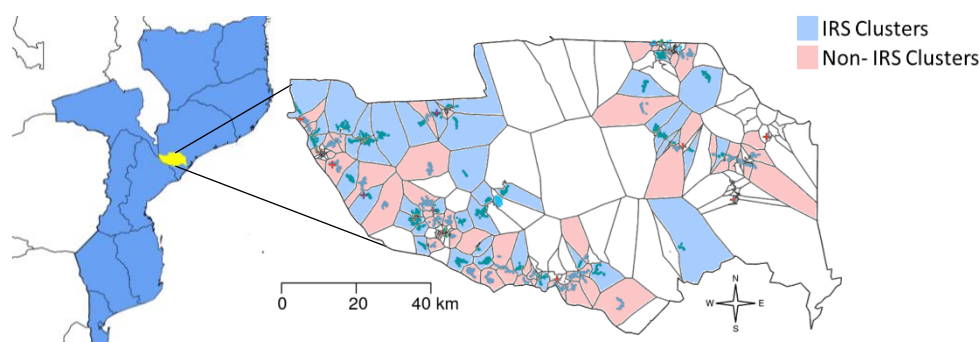 IRS Clusters
Non- IRS Clusters
0 20 40 km
N
W E
S